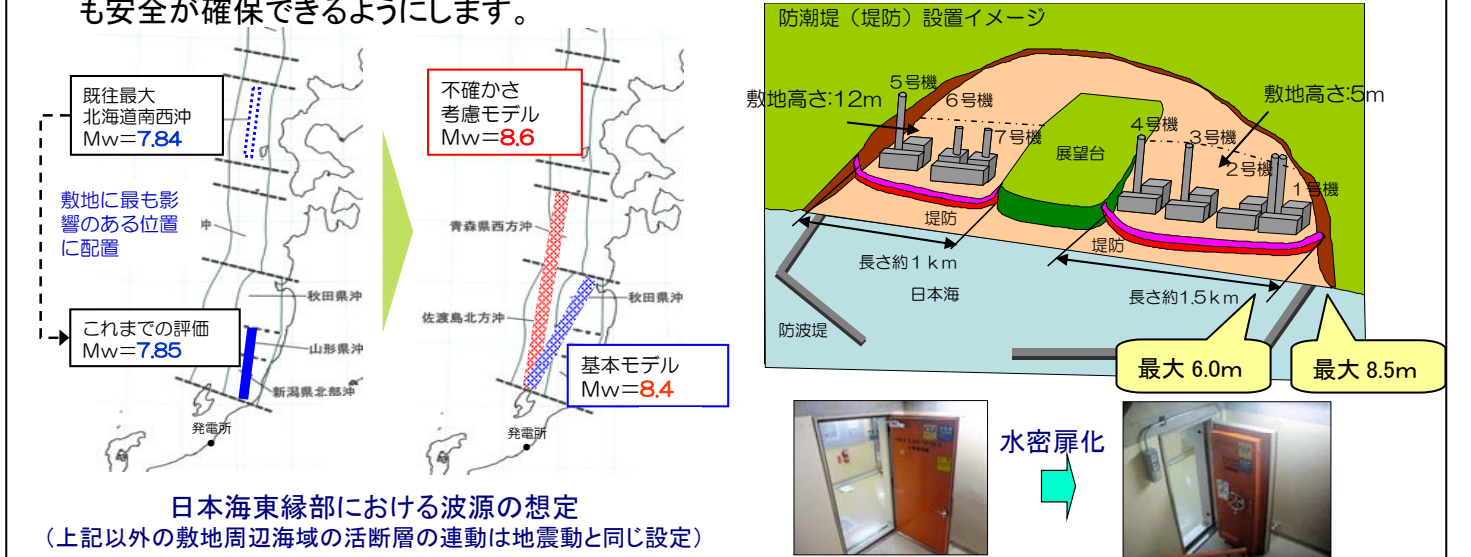 も安全が確保できるようにします。
既往最大
北海道南西沖
Mw=7.84
敷地に最も影
響のある位置
に配置
沖
秋田県沖
これまでの評価
Mw=7.85
山形県沖
新潟県北部沖
発電所
不確かさ
考慮モデル
Mw=8.6
青森県西方沖
秋田県沖
佐渡島北方沖
基本モデル
Mw=8.4
発電所
日本海東縁部における波源の想定
(上記以外の敷地周辺海域の活断層の連動は地震動と同じ設定)
防潮堤(堤防)設置イメージ
5号機
敷地高さ:12m
6号機
7号機
敷地高さ:5m
4号機
3号機
2号機
1号機
展望台
堤防
堤防
長さ約1km
長さ約1.5km
日本海
防波堤
最大 6.0m
最大 8.5m
水密扉化